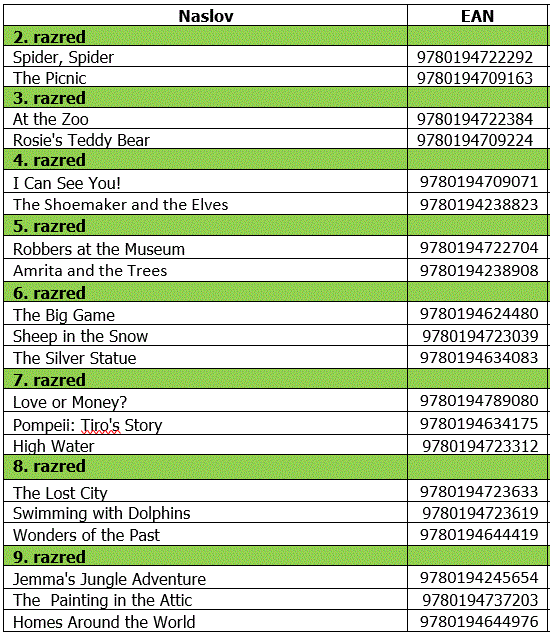 Naslov EAN
2. razred
Spider, Spider 9780194722292
The Picnic 9780194709163
3. razred
At the Zoo 9780194722384
Rosie's Teddy Bear 9780194709224
4. razred
I Can See You! 9780194709071
The Shoemaker and the Elves 9780194238823
5. razred
Robbers at the Museum 9780194722704
Amrita and the Trees 9780194238908
6. razred
The Big Game 9780194624480
Sheep in the Snow 9780194723039
The Silver Statue 9780194634083
7. razred
Love or Money? 9780194789080
Pompeii: Tiro's Story 9780194634175
High Water 9780194723312
8. razred
The Lost City 9780194723633
Swimming with Dolphins 9780194723619
Wonders of the Past 9780194644419
9. razred
Jemma's Jungle Adventure 9780194245654
The Painting in the Attic 9780194737203
Homes Around the World 9780194644976